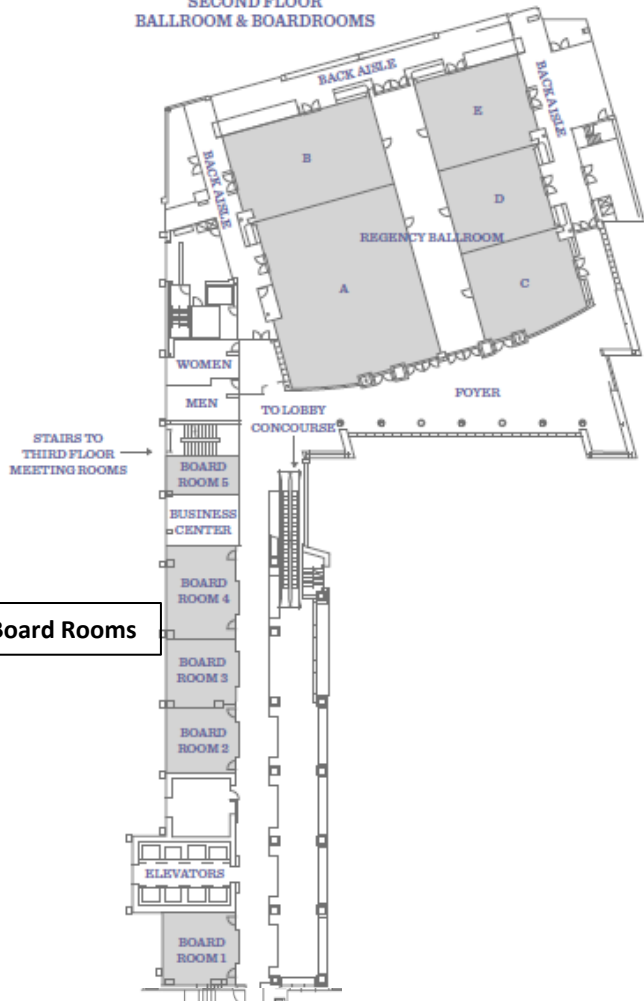 SECOND FLOOR
BALLROOM & BOARDROOMS
BACK AISLE
BACK AISLE
E
B
BACK AISLE
D
REGENCY BALLROOM
C
A
WOMEN
MEN
FOYER
TO LOBBY
CONCOURSE
STAIRS TO
THIRD FLOOR
MEETING ROOMS
BOARD
ROOM 5
BUSINESS
CENTER
BOARD
ROOM 4
Board Rooms
BOARD
ROOM 3
BOARD
ROOM 2
ELEVATORS
BOARD
ROOM 1